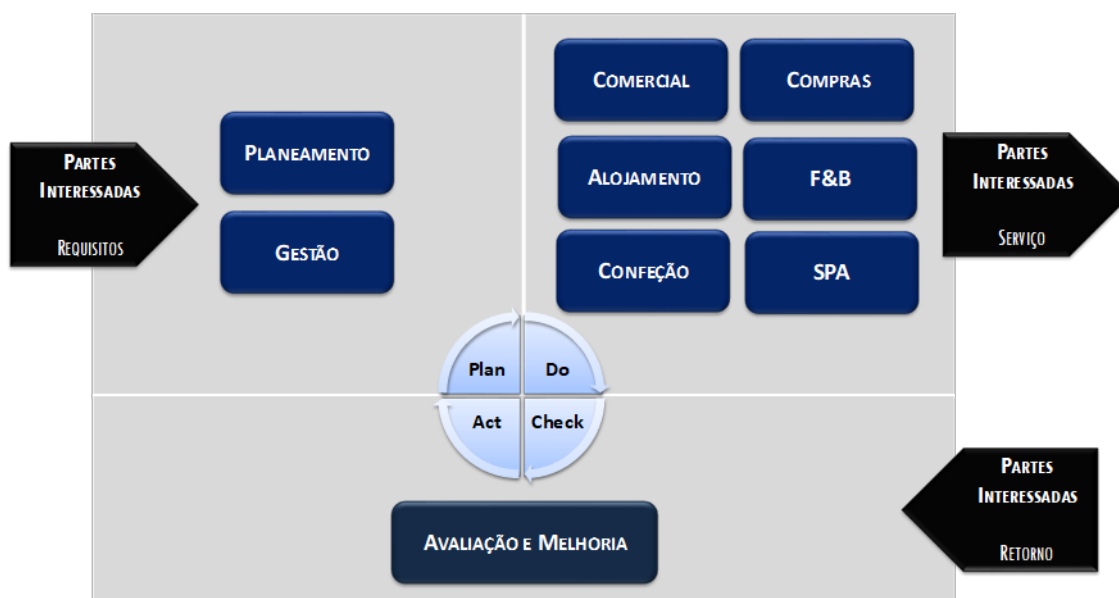 COMERCIAL
COMPRAS
PLANEAMENTO
PARTES
INTERESSADAS
REQUISITOS
ALOJAMENTO
F&B
PARTES
INTERESSADAS
SERVIÇO
GESTÃO
CONFEÇÃO
SPA
Plan
Do
Act
Check
PARTES
INTERESSADAS
RETORNO
AVALIAÇÃO E MELHORIA